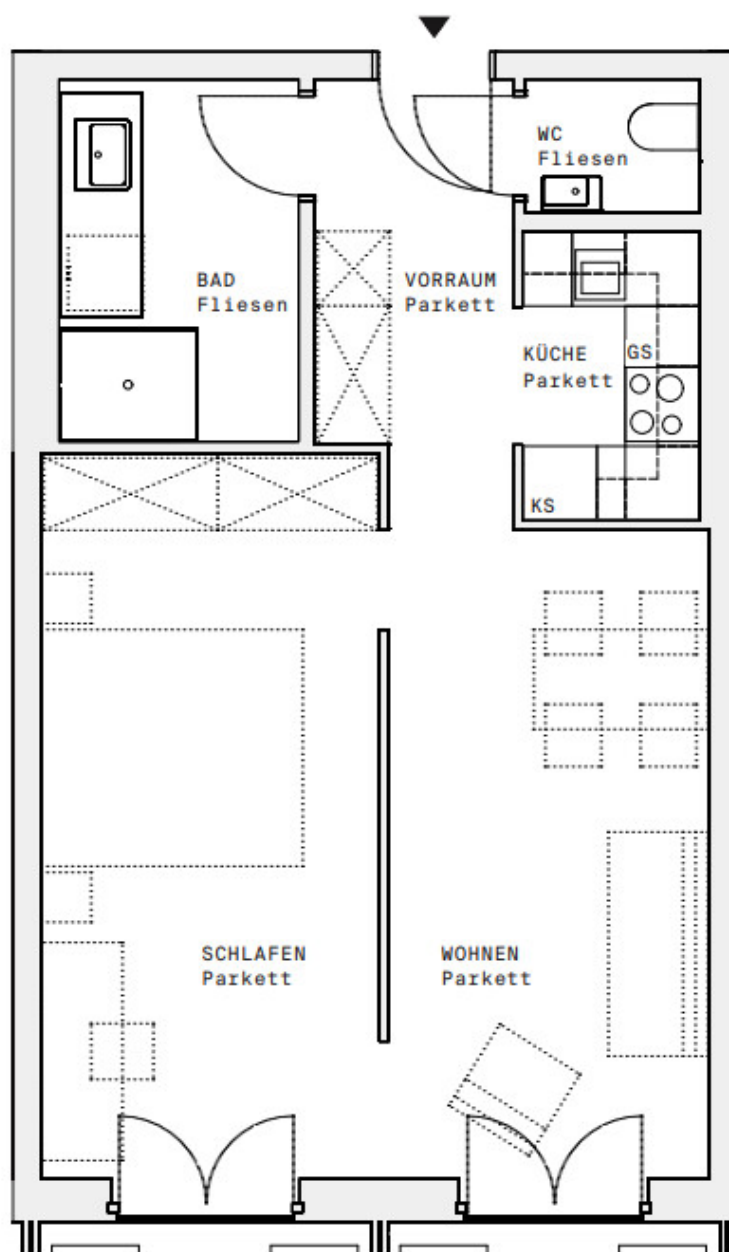 WC
Fliesen
BAD
Fliesen
VORRAUM
Parkett
KÜCHE
Parkett
GS
KS
SCHLAFEN
Parkett
WOHNEN
Parkett